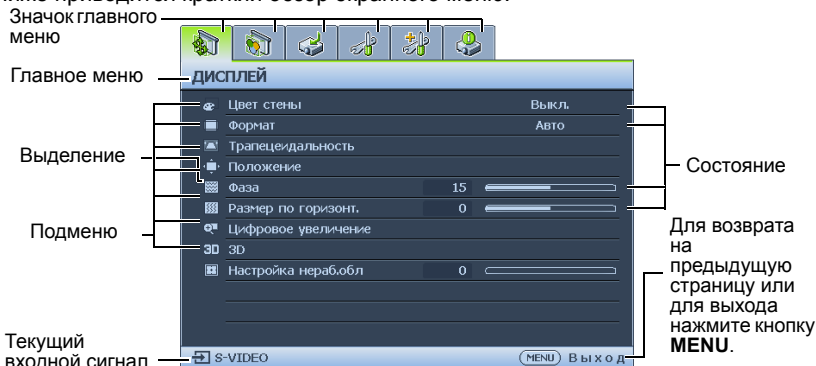 ниже приводится краткий обзор экранного меню.
Значок главного
меню
Главное меню
ДИСПЛЕЙ
Цвет стены Выкл.
Формат Авто
Трапецеидальность
Положение
Фаза 15
Размер по горизонт. 0
Цифровое увеличение
3D 3D
Настройка нераб.обл 0
Выделение
Подменю
Состояние
Для возврата
на
предыдущую
страницу или
для выхода
нажмите кнопку
MENU.
Текущий
входной сигнал
S-VIDEO
MENU Выход